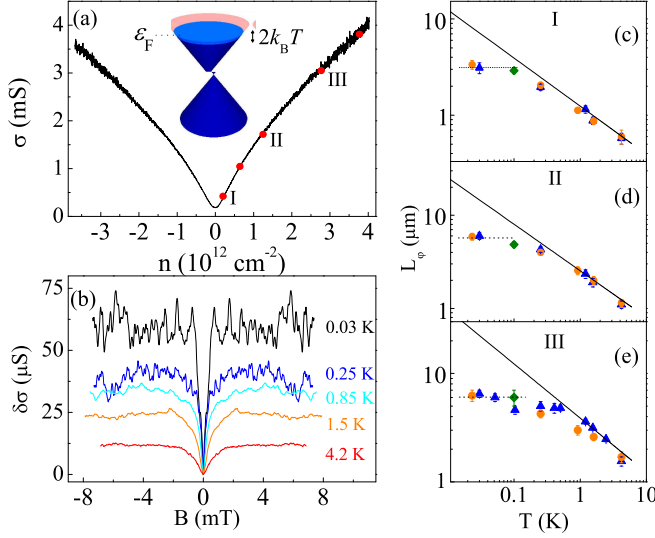 (a)
ε_F
2k_BT
III
II
I
σ (mS)
4
3
2
1
0
-3 -2 -1 0 1 2 3 4
n (10^12 cm^-2)
(b)
δσ (μS)
75
50
25
0
0.03 K
0.25 K
0.85 K
1.5 K
4.2 K
-8 -4 0 4 8
B (mT)
I
(c)
10
1
II
(d)
L_φ (μm)
10
1
III
(e)
10
1
0.1 1 10
T (K)